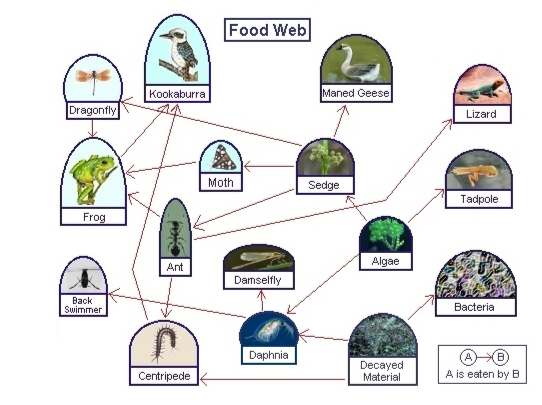 Food Web
Kookaburra
Maned Geese
Dragonfly
Lizard
Moth
Sedge
Tadpole
Frog
Ant
Algae
Damselfly
Back
Swimmer
Bacteria
Daphnia
Centripede
Decayed
Material
A B
A is eaten by B